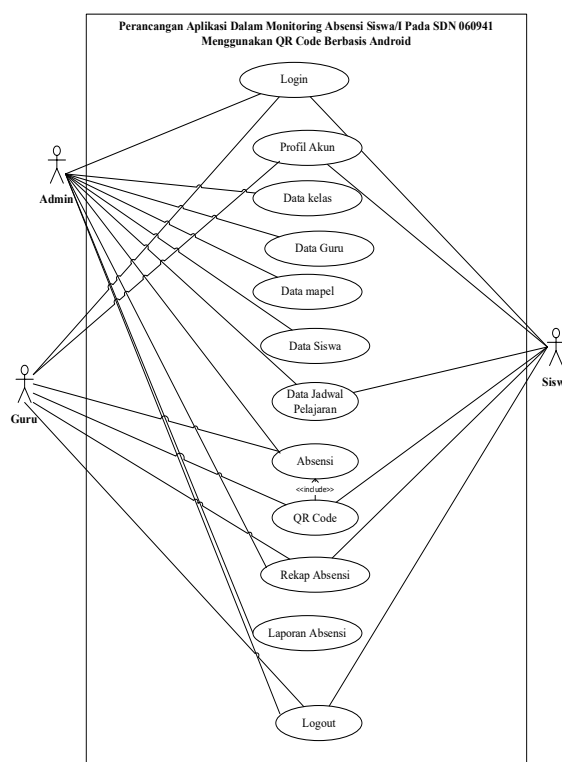 Perancangan Aplikasi Dalam Monitoring Absensi Siswa/I Pada SDN 060941
Menggunakan QR Code Berbasis Android
Login
Profil Akun
Admin
Data kelas
Data Guru
Data mapel
Data Siswa
Guru
Sisw
Data Jadwal
Pelajaran
Absensi
<<include>>
QR Code
Rekap Absensi
Laporan Absensi
Logout